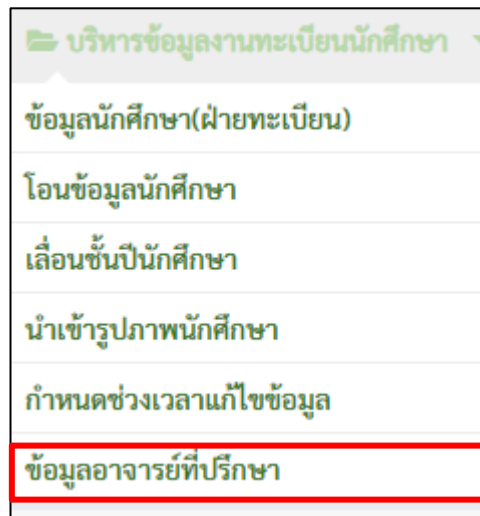 บริหารข้อมูลงานทะเบียนนักศึกษา
ข้อมูลนักศึกษา(ฝ่ายทะเบียน)
โอนข้อมูลนักศึกษา
เลื่อนชั้นปีนักศึกษา
นำเข้ารูปภาพนักศึกษา
กำหนดช่วงเวลาแก้ไขข้อมูล
ข้อมูลอาจารย์ที่ปรึกษา